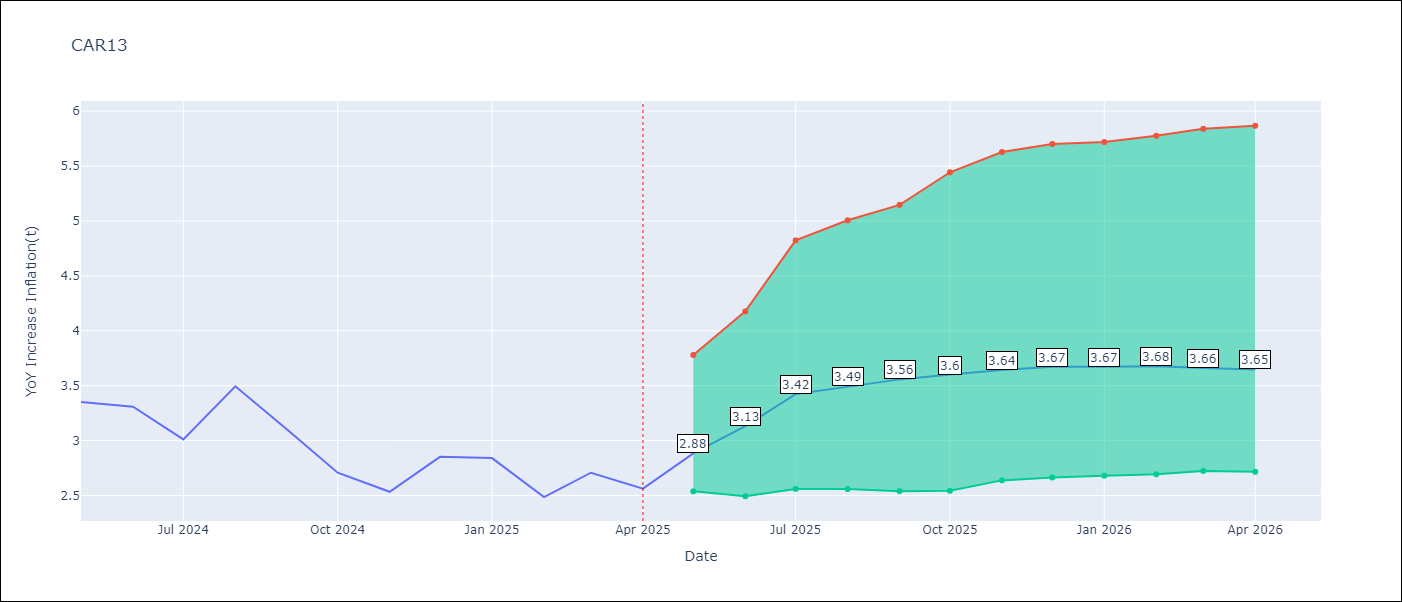 CAR13
6
5.5
5
4.5
4
3.5
3
2.5
YoY Increase Inflation(t)
2.88
3.13
3.42
3.49
3.56
3.6
3.64
3.67
3.67
3.68
3.66
3.65
Jul 2024
Oct 2024
Jan 2025
Apr 2025
Jul 2025
Oct 2025
Jan 2026
Apr 2026
Date